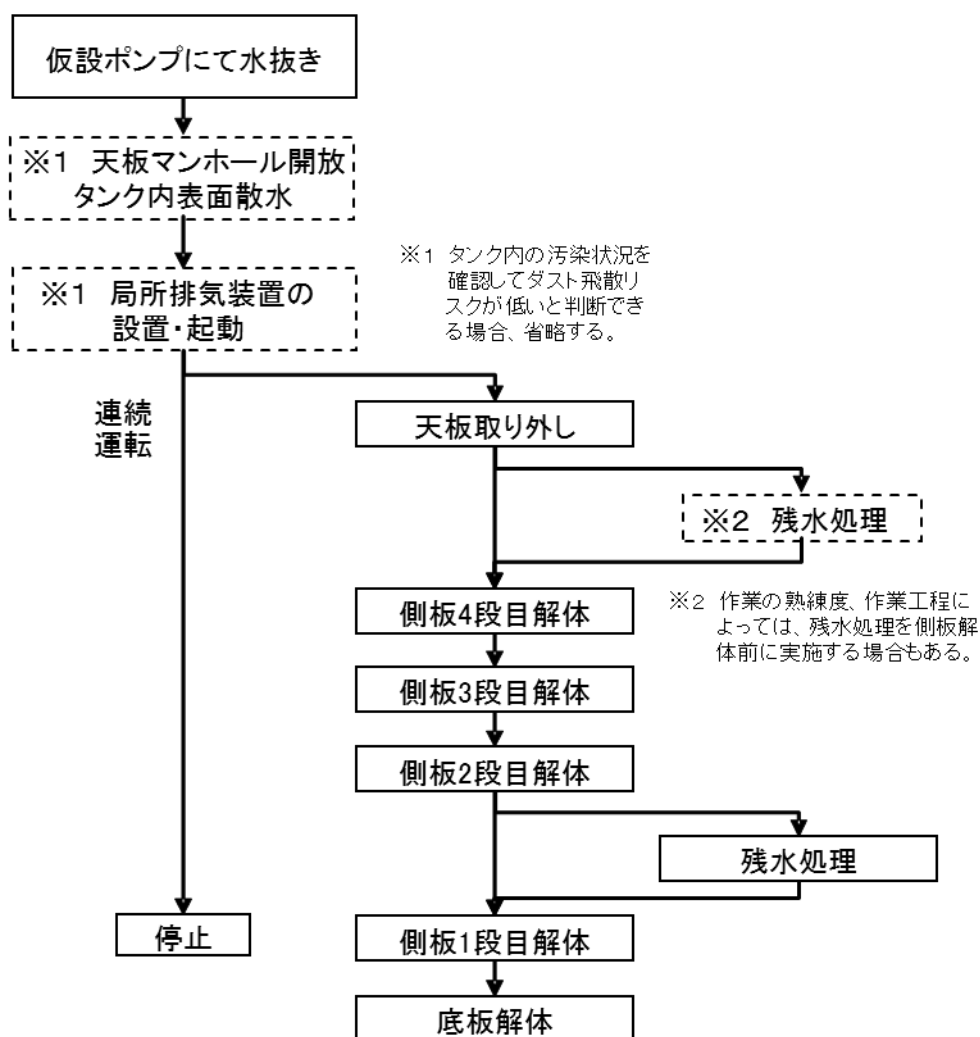 仮設ポンプにて水抜き
※1 天板マンホール開放
タンク内表面散水
※1 局所排気装置の
設置・起動
※1 タンク内の汚染状況を
確認してダスト飛散リ
スクが低いと判断でき
る場合、省略する。
連続
運転
天板取り外し
※2 残水処理
側板4段目解体
※2 作業の熟練度、作業工程に
よっては、残水処理を側板解
体前に実施する場合もある。
側板3段目解体
側板2段目解体
残水処理
停止
側板1段目解体
底板解体